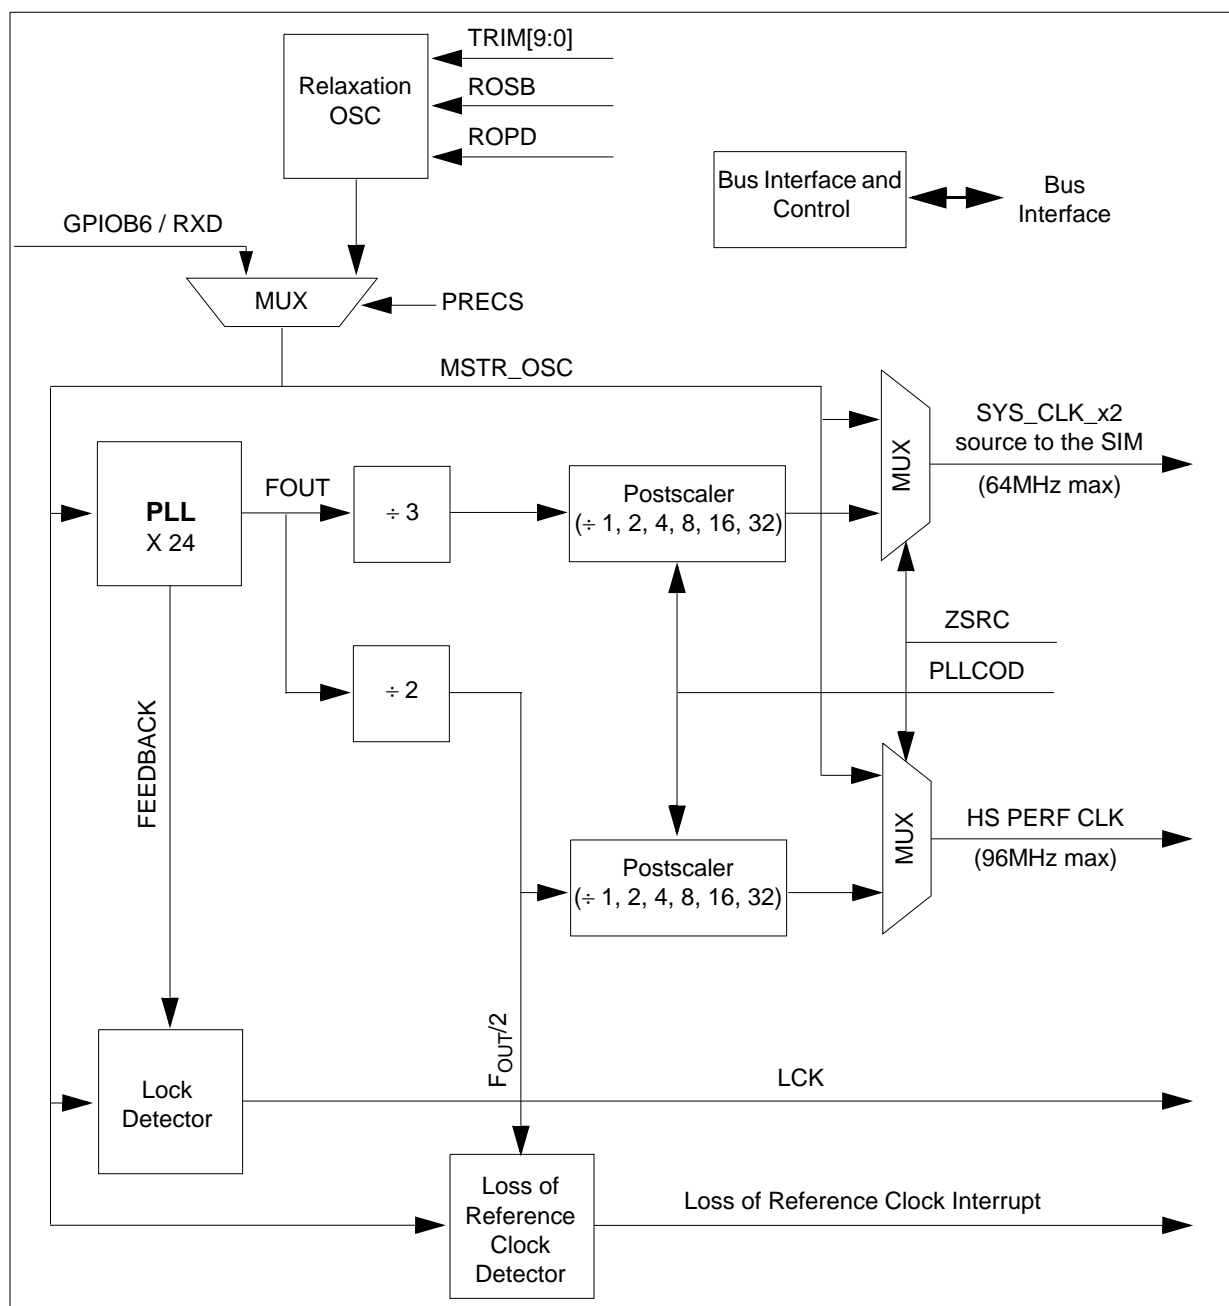 TRIM[9:0]
Relaxation
OSC
ROSB
ROPD
Bus Interface and
Control
Bus
Interface
GPIOB6 / RXD
MUX
PRECS
MSTR_OSC
SYS_CLK_x2
source to the SIM
(64MHz max)
MUX
PLL
X 24
FOUT
÷ 3
Postscaler
(÷ 1, 2, 4, 8, 16, 32)
ZSRC
PLLCOD
÷ 2
FEEDBACK
HS PERF CLK
(96MHz max)
MUX
Postscaler
(÷ 1, 2, 4, 8, 16, 32)
FOUT/2
Lock
Detector
LCK
Loss of
Reference
Clock
Detector
Loss of Reference Clock Interrupt